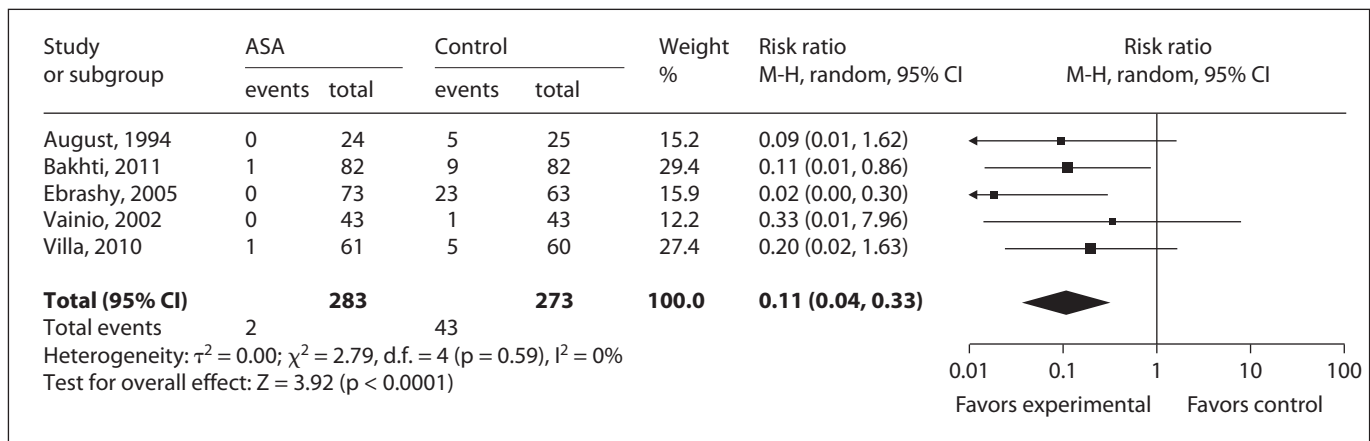 Study ASA Control Weight Risk ratio Risk ratio
or subgroup events total events total % M-H, random, 95% CI M-H, random, 95% CI
August, 1994 0 24 5 25 15.2 0.09 (0.01, 1.62)
Bakhti, 2011 1 82 9 82 29.4 0.11 (0.01, 0.86)
Ebrashy, 2005 0 73 23 63 15.9 0.02 (0.00, 0.30)
Vainio, 2002 0 43 1 43 12.2 0.33 (0.01, 7.96)
Villa, 2010 1 61 5 60 27.4 0.20 (0.02, 1.63)
Total (95% CI) 283 273 100.0 0.11 (0.04, 0.33)
Total events 2 43
Heterogeneity: τ² = 0.00; χ² = 2.79, d.f. = 4 (p = 0.59), I² = 0%
Test for overall effect: Z = 3.92 (p < 0.0001)
0.01 0.1 1 10 100
Favors experimental Favors control